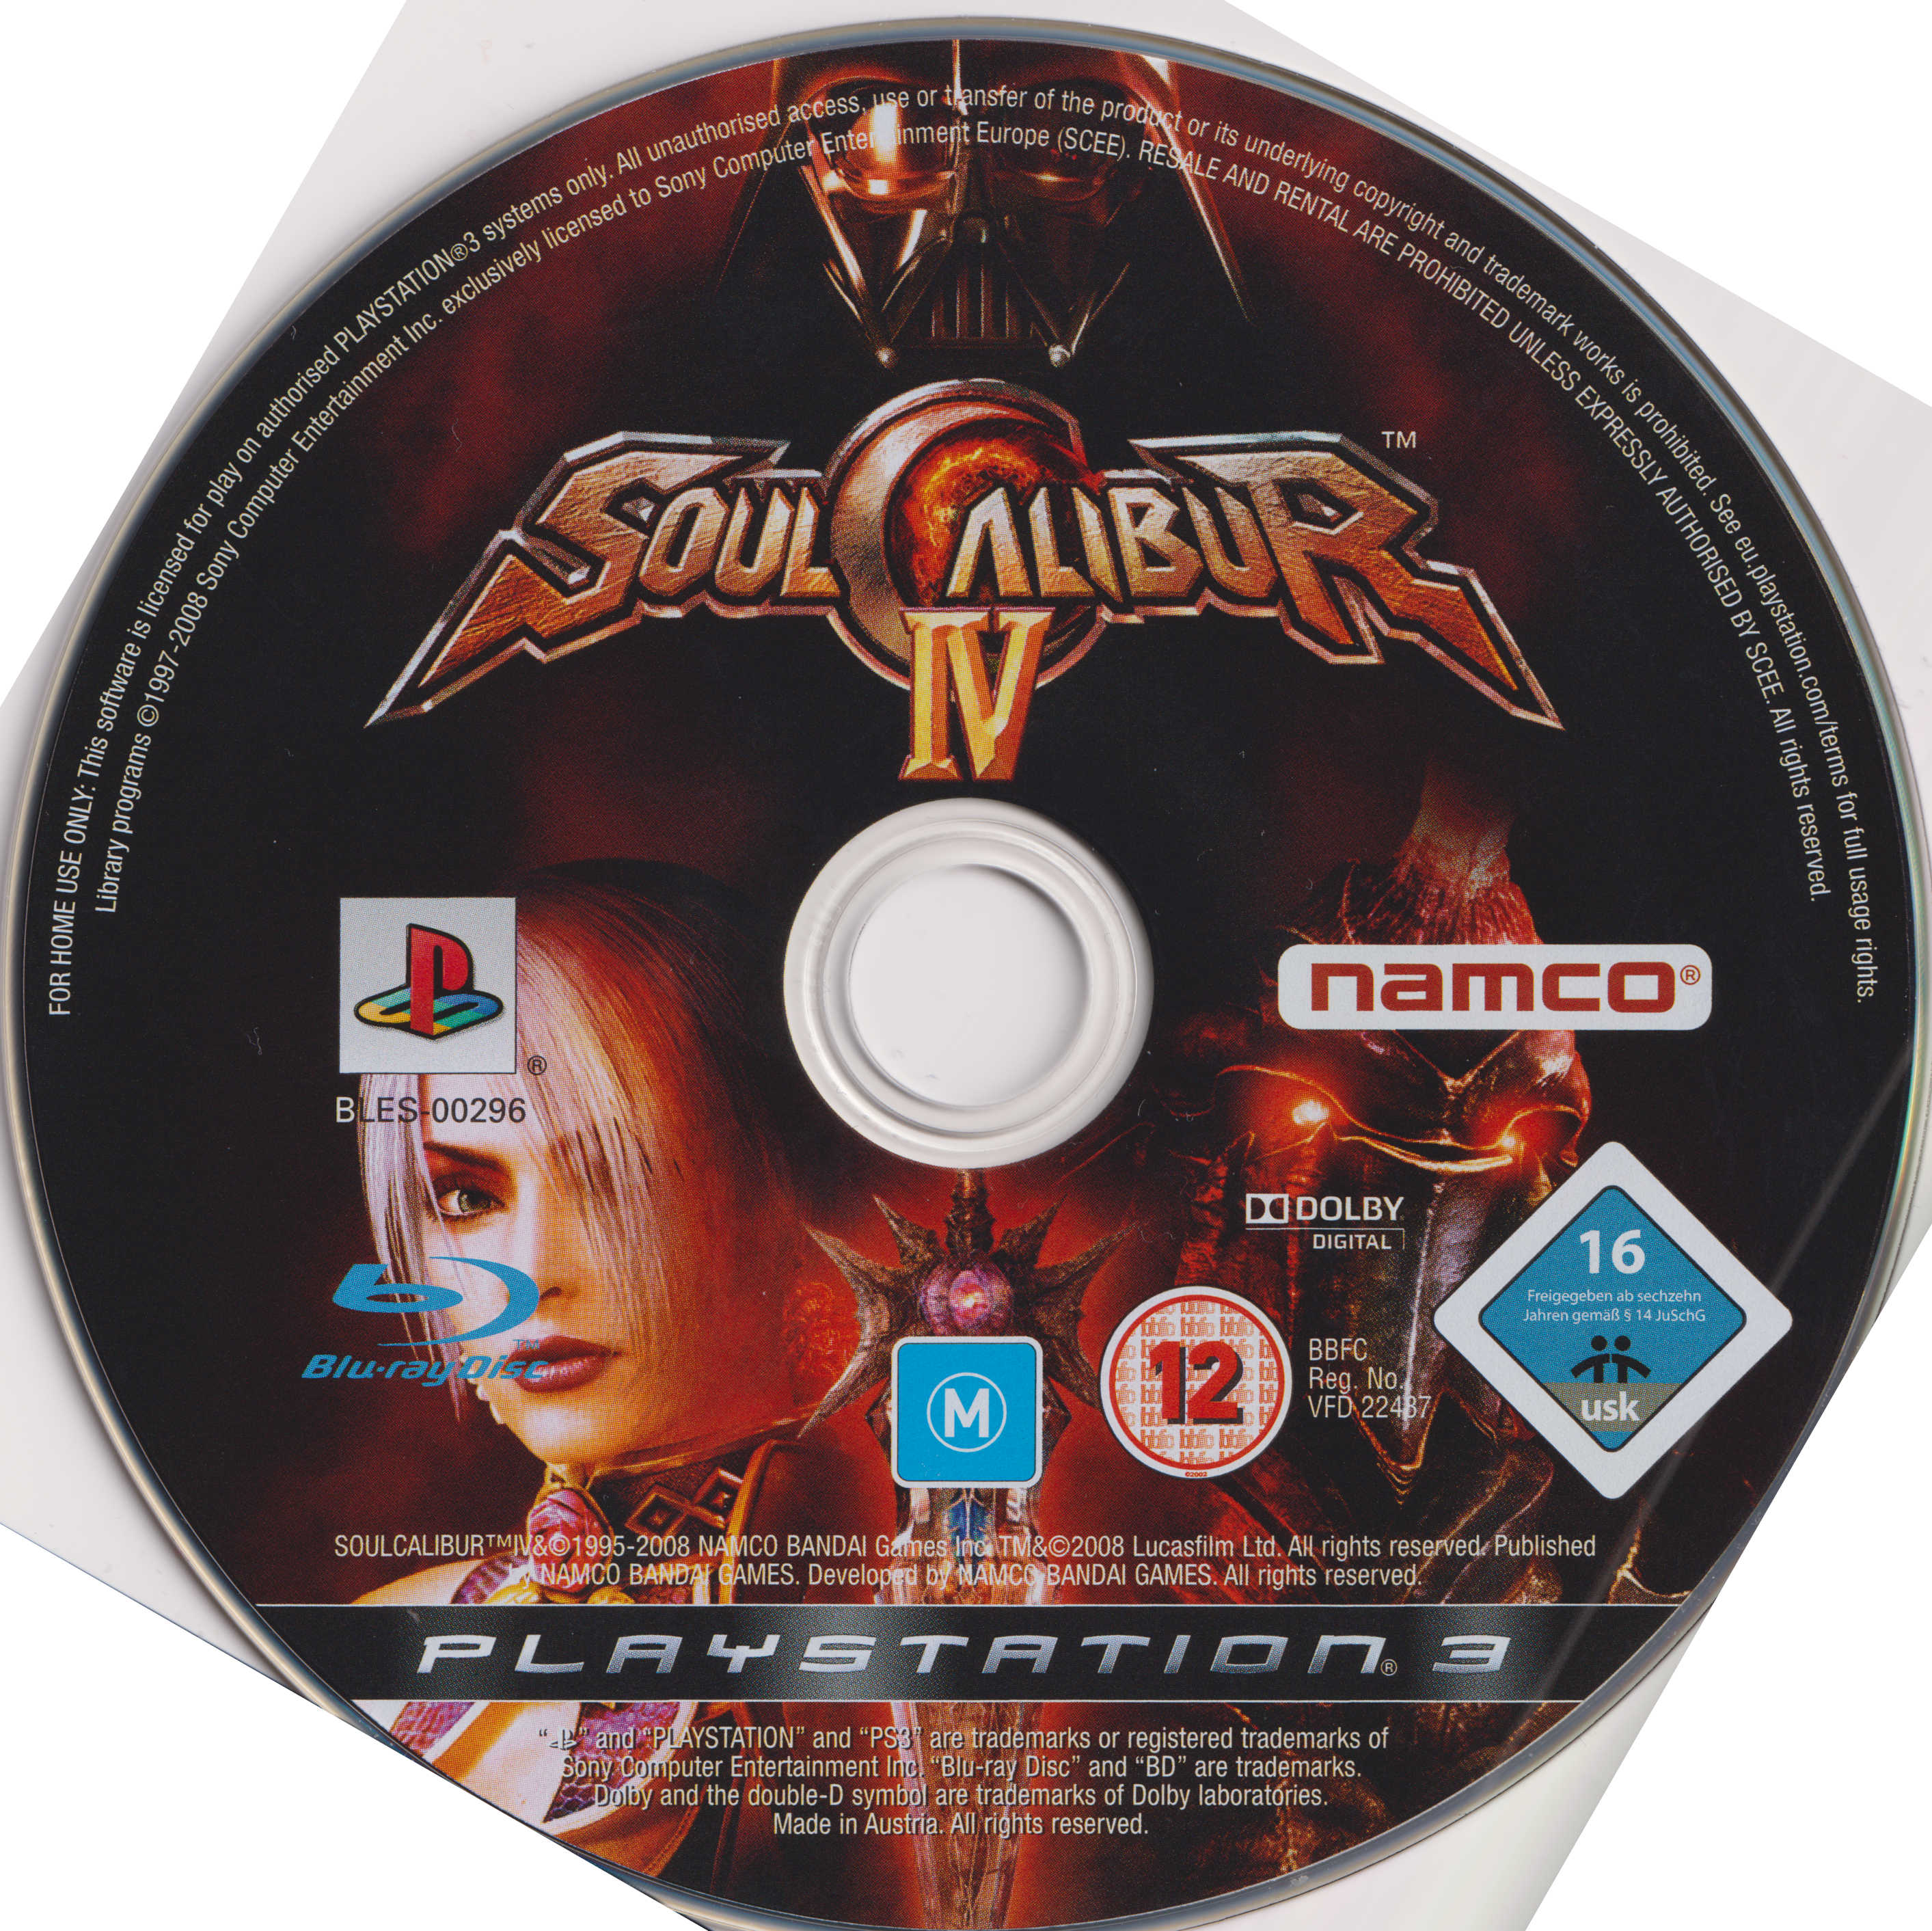 FOR HOME USE ONLY: This software is licensed for play on authorised PLAYSTATION®3 systems only. All unauthorised access, use or transfer of the product or its underlying copyright and trademark works is prohibited. See eu.playstation.com/terms for full usage rights.
Library programs ©1997-2008 Sony Computer Entertainment Inc. exclusively licensed to Sony Computer Entertainment Europe (SCEE). RESALE AND RENTAL ARE PROHIBITED UNLESS EXPRESSLY AUTHORISED BY SCEE. All rights reserved.
SOULCALIBUR™
IV
namco®
®
BLES-00296
DOLBY
DIGITAL
Blu-ray Disc™
M
bbfc
12
©2002
BBFC
Reg. No.
VFD 22437
16
Freigegeben ab sechzehn
Jahren gemäß § 14 JuSchG
usk
SOULCALIBUR™IV&©1995-2008 NAMCO BANDAI Games Inc. TM&©2008 Lucasfilm Ltd. All rights reserved. Published
by NAMCO BANDAI GAMES. Developed by NAMCO BANDAI GAMES. All rights reserved.
PLAYSTATION® 3
“PS” and “PLAYSTATION” and “PS3” are trademarks or registered trademarks of
Sony Computer Entertainment Inc. “Blu-ray Disc” and “BD” are trademarks.
Dolby and the double-D symbol are trademarks of Dolby laboratories.
Made in Austria. All rights reserved.